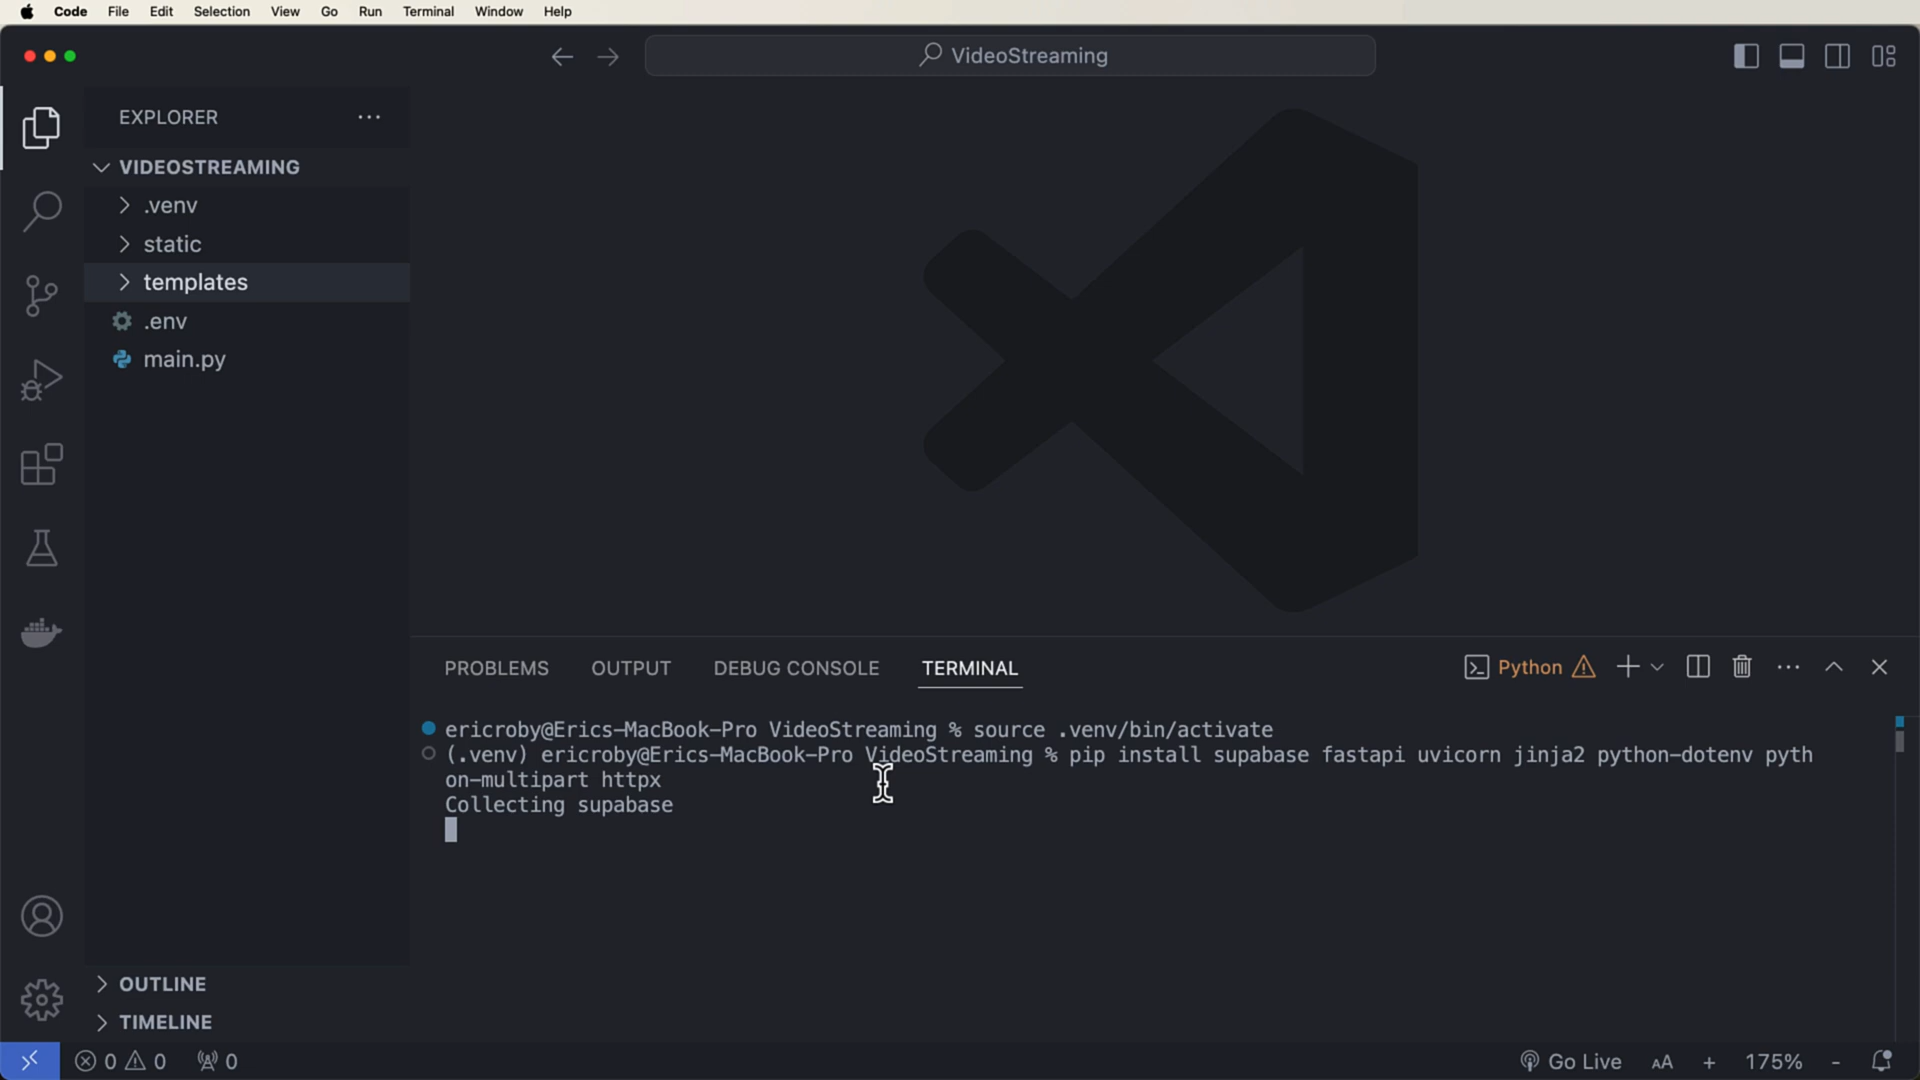 Code File Edit Selection View Go Run Terminal Window Help
VideoStreaming
EXPLORER
VIDEOSTREAMING
.venv
static
templates
.env
main.py
PROBLEMS OUTPUT DEBUG CONSOLE TERMINAL
Python
ericroby@Erics-MacBook-Pro VideoStreaming % source .venv/bin/activate
(.venv) ericroby@Erics-MacBook-Pro VideoStreaming % pip install supabase fastapi uvicorn jinja2 python-dotenv pyth
on-multipart httpx
Collecting supabase
OUTLINE
TIMELINE
0 0 0 Go Live AA + 175% -